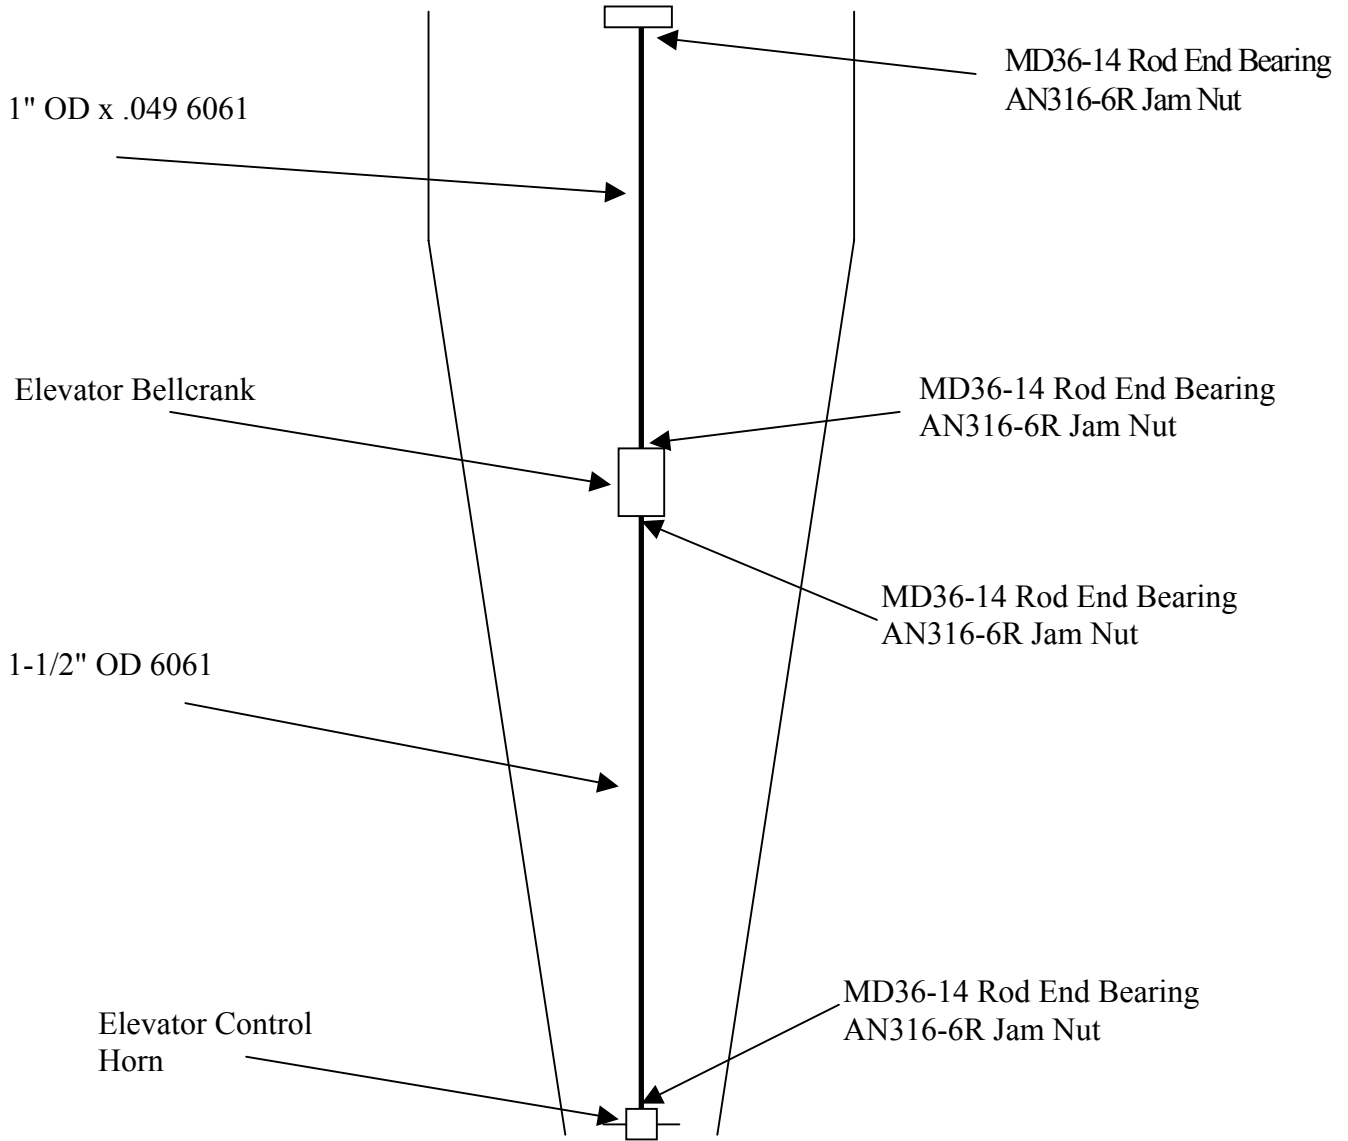 MD36-14 Rod End Bearing
AN316-6R Jam Nut
1" OD x .049 6061
Elevator Bellcrank
MD36-14 Rod End Bearing
AN316-6R Jam Nut
MD36-14 Rod End Bearing
AN316-6R Jam Nut
1-1/2" OD 6061
MD36-14 Rod End Bearing
AN316-6R Jam Nut
Elevator Control
Horn